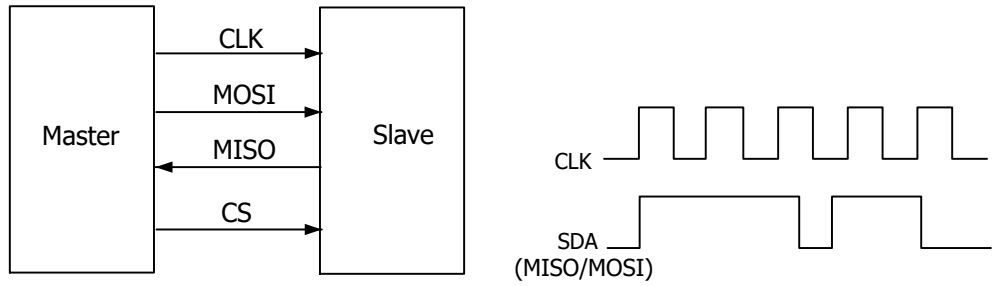 Master
CLK
MOSI
MISO
CS
Slave
CLK
SDA
(MISO/MOSI)